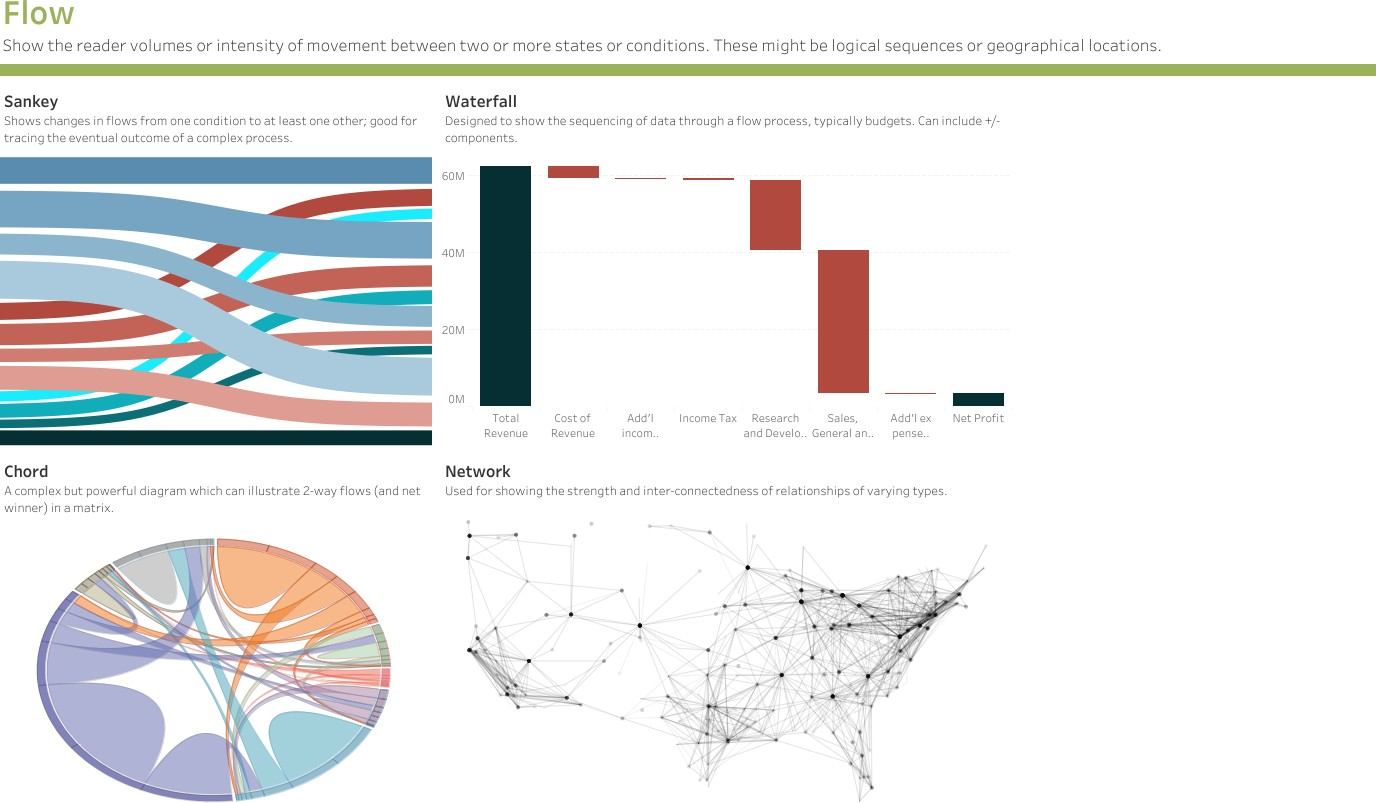 Flow
Show the reader volumes or intensity of movement between two or more states or conditions. These might be logical sequences or geographical locations.
Sankey
Shows changes in flows from one condition to at least one other; good for
tracing the eventual outcome of a complex process.
Waterfall
Designed to show the sequencing of data through a flow process, typically budgets. Can include +/-
components.
60M
40M
20M
0M
Total
Revenue
Cost of
Revenue
Add'l
incom..
Income Tax
Research
and Develo..
Sales,
General an..
Add'l ex
pense..
Net Profit
Chord
A complex but powerful diagram which can illustrate 2-way flows (and net
winner) in a matrix.
Network
Used for showing the strength and inter-connectedness of relationships of varying types.